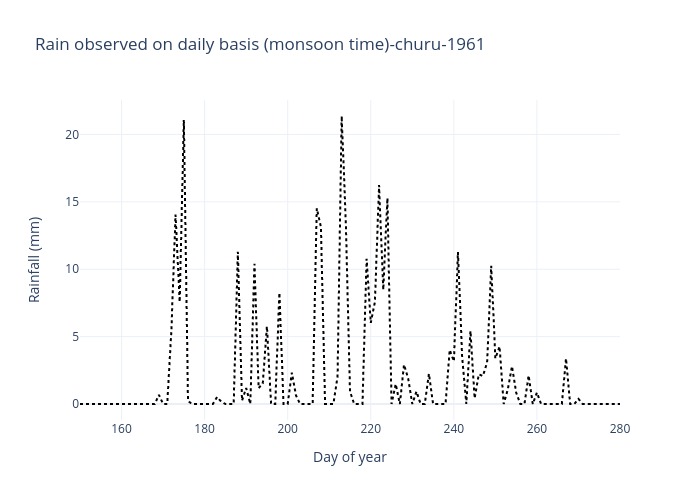 Rain observed on daily basis (monsoon time)-churu-1961
20
15
10
5
0
160 180 200 220 240 260 280
Rainfall (mm)
Day of year